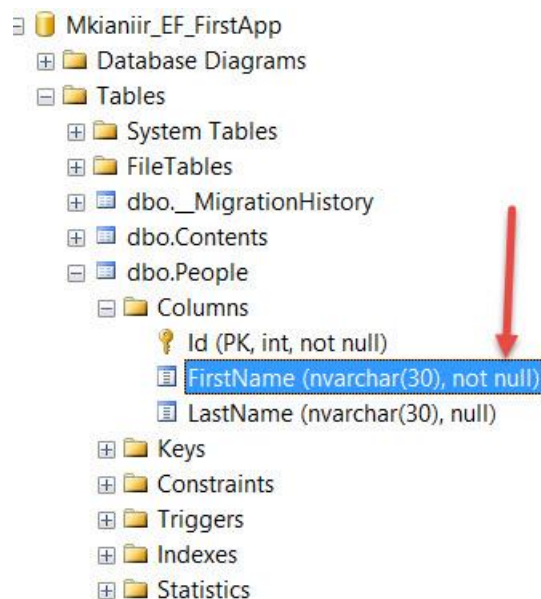 Mkianiir_EF_FirstApp
Database Diagrams
Tables
System Tables
FileTables
dbo.__MigrationHistory
dbo.Contents
dbo.People
Columns
Id (PK, int, not null)
FirstName (nvarchar(30), not null)
LastName (nvarchar(30), null)
Keys
Constraints
Triggers
Indexes
Statistics